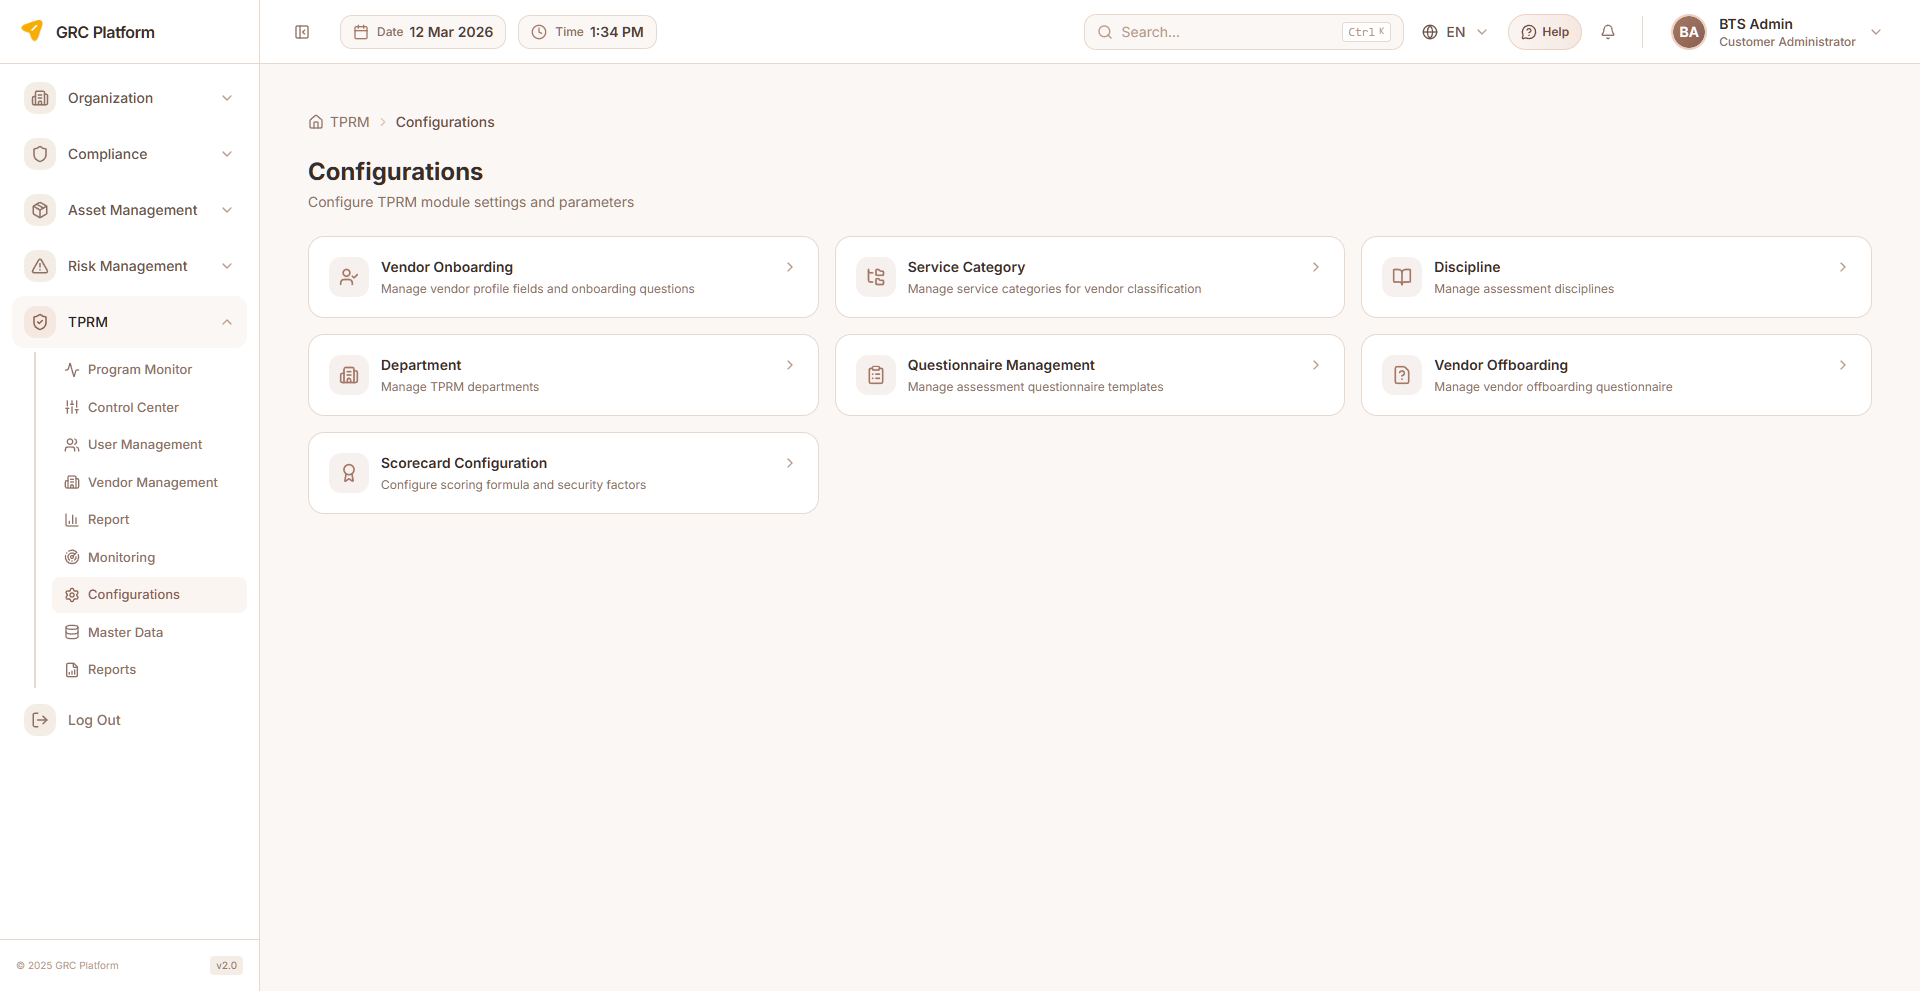 GRC Platform
Date 12 Mar 2026
Time 1:34 PM
Search...
Ctrl K
EN
Help
BA
BTS Admin
Customer Administrator
Organization
Compliance
Asset Management
Risk Management
TPRM
Program Monitor
Control Center
User Management
Vendor Management
Report
Monitoring
Configurations
Master Data
Reports
Log Out
© 2025 GRC Platform
v2.0
TPRM
Configurations
Configurations
Configure TPRM module settings and parameters
Vendor Onboarding
Manage vendor profile fields and onboarding questions
Service Category
Manage service categories for vendor classification
Discipline
Manage assessment disciplines
Department
Manage TPRM departments
Questionnaire Management
Manage assessment questionnaire templates
Vendor Offboarding
Manage vendor offboarding questionnaire
Scorecard Configuration
Configure scoring formula and security factors